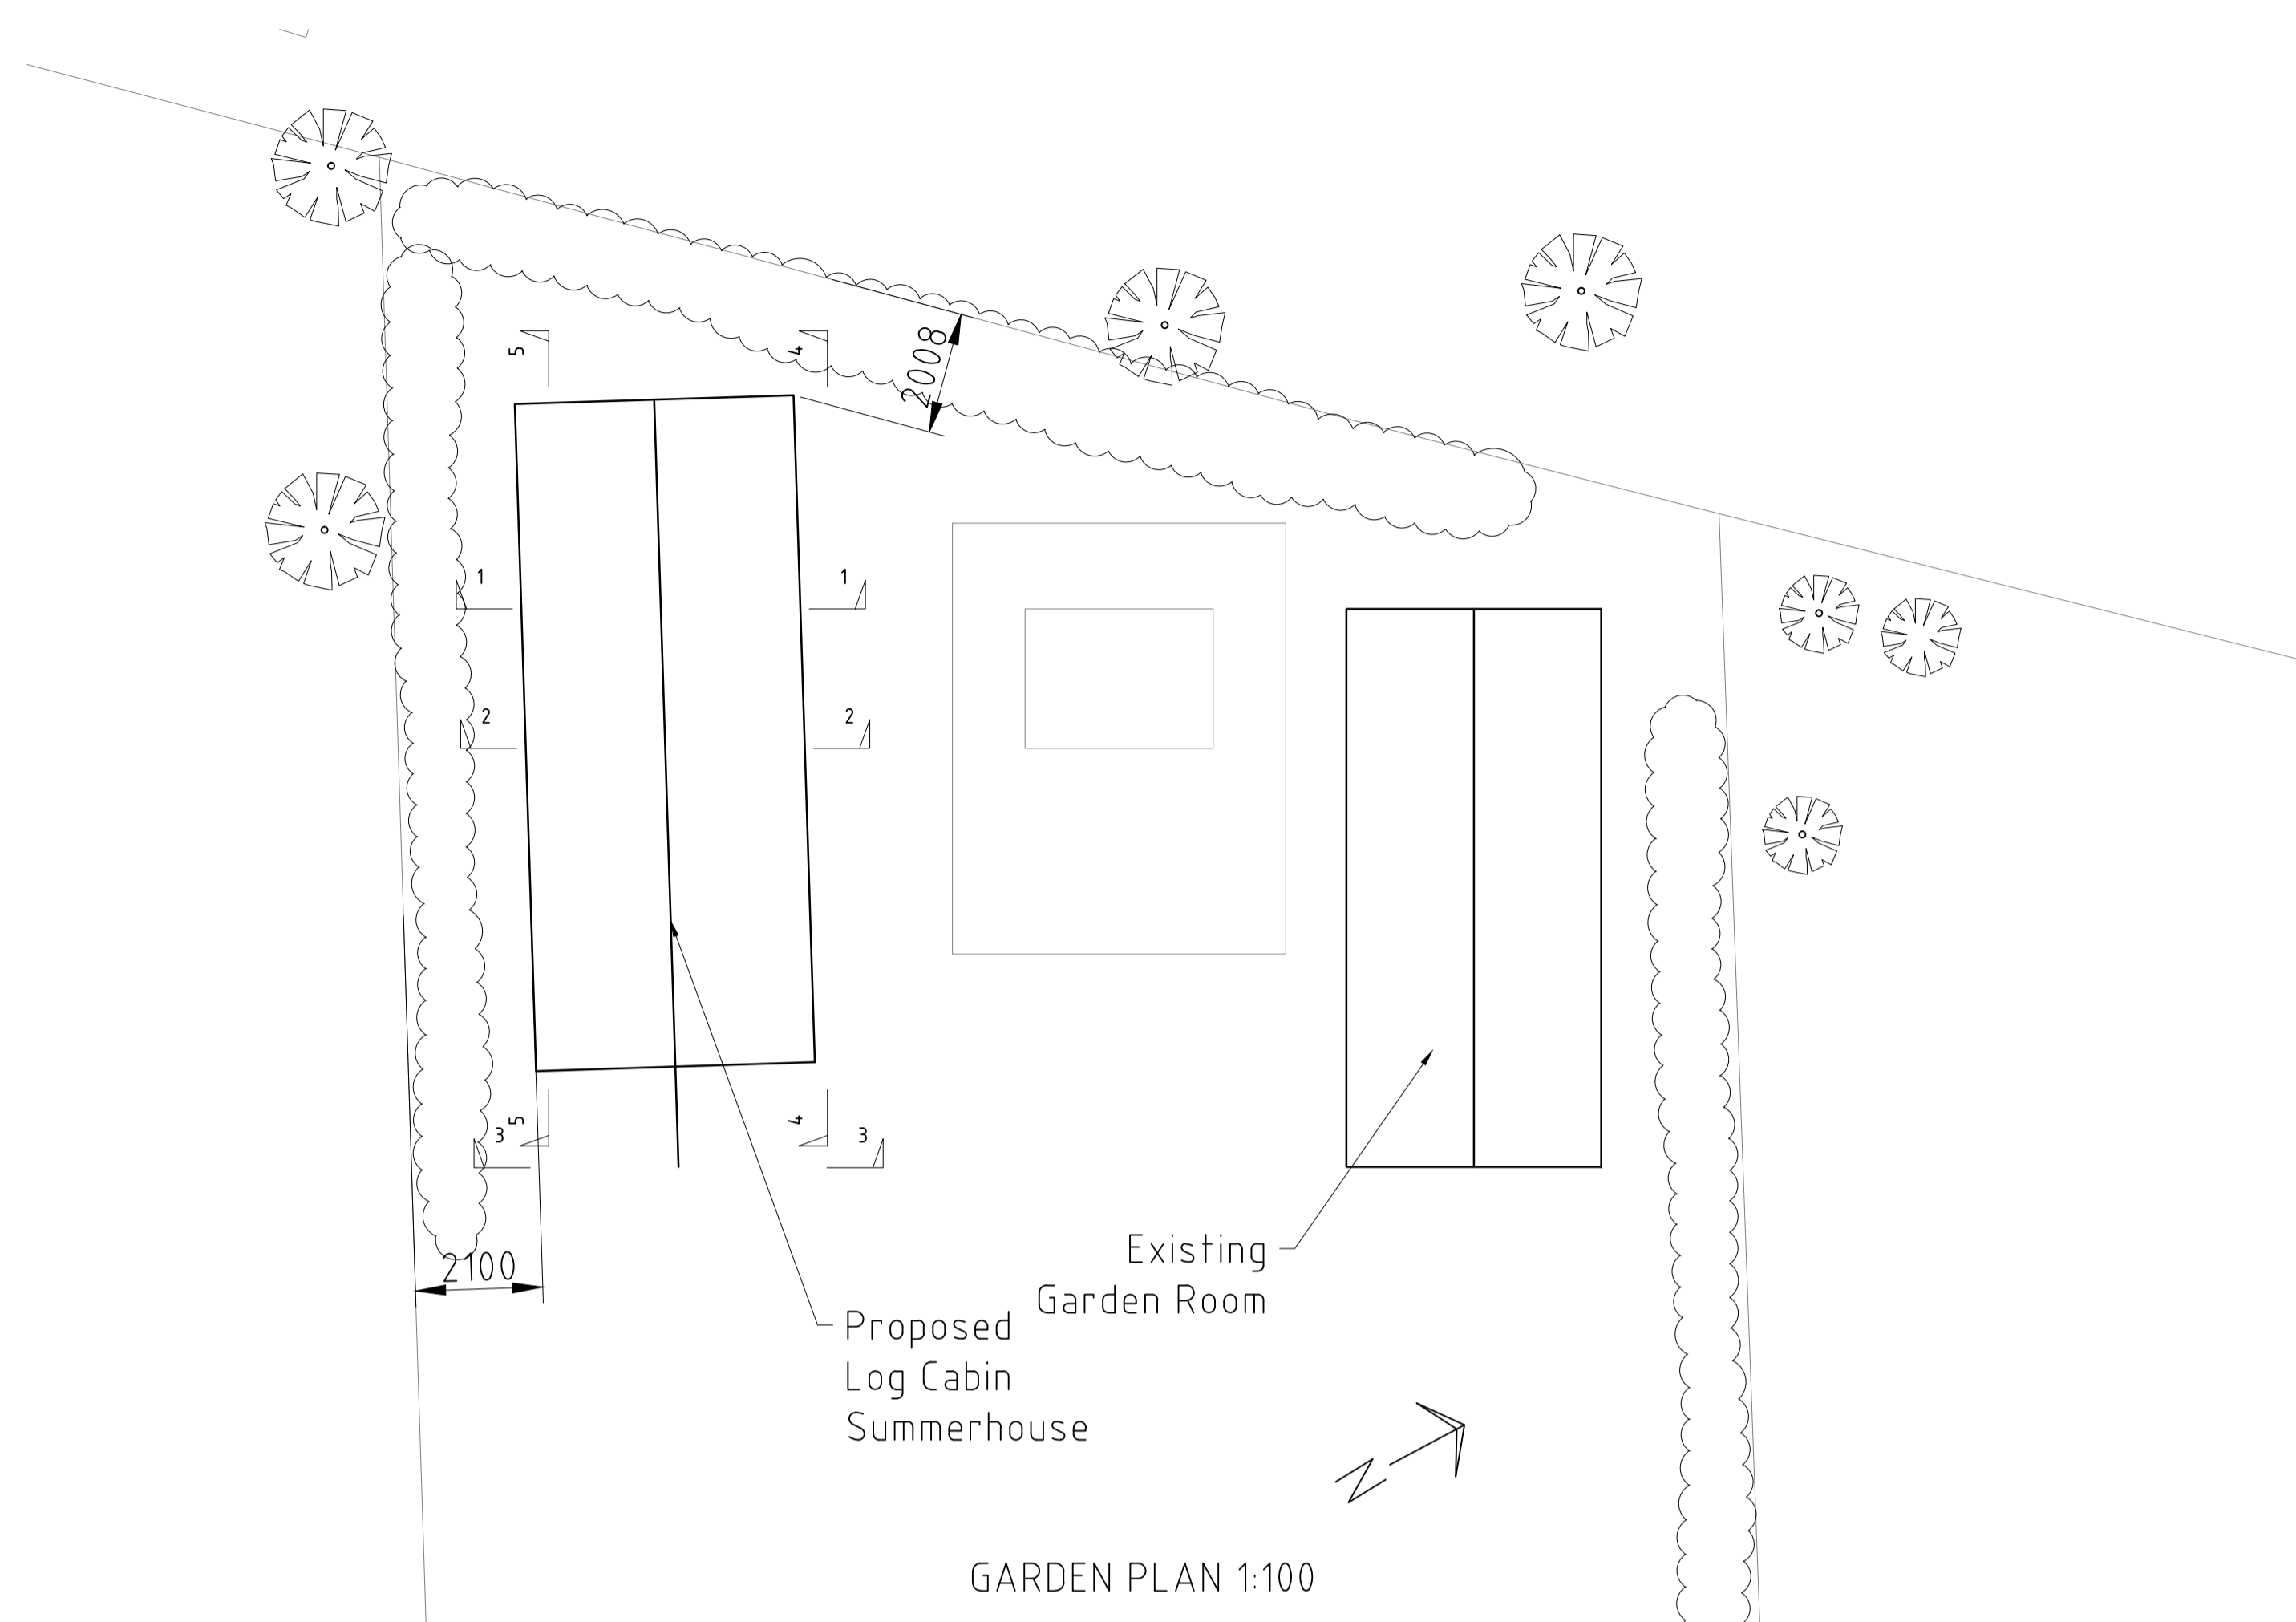 5
4
2008
1
1
2
2
5
4
3
3
2100
Existing
Garden Room
Proposed
Log Cabin
Summerhouse
N
GARDEN PLAN 1:100